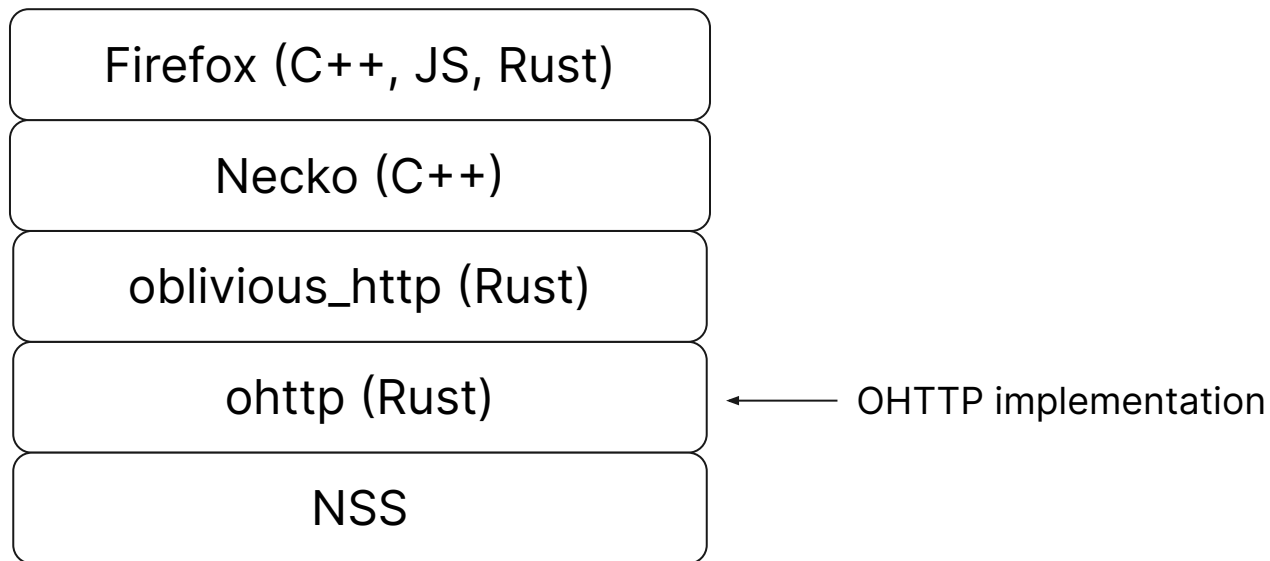 Firefox (C++, JS, Rust)
Necko (C++)
oblivious_http (Rust)
ohttp (Rust)
OHTTP implementation
NSS